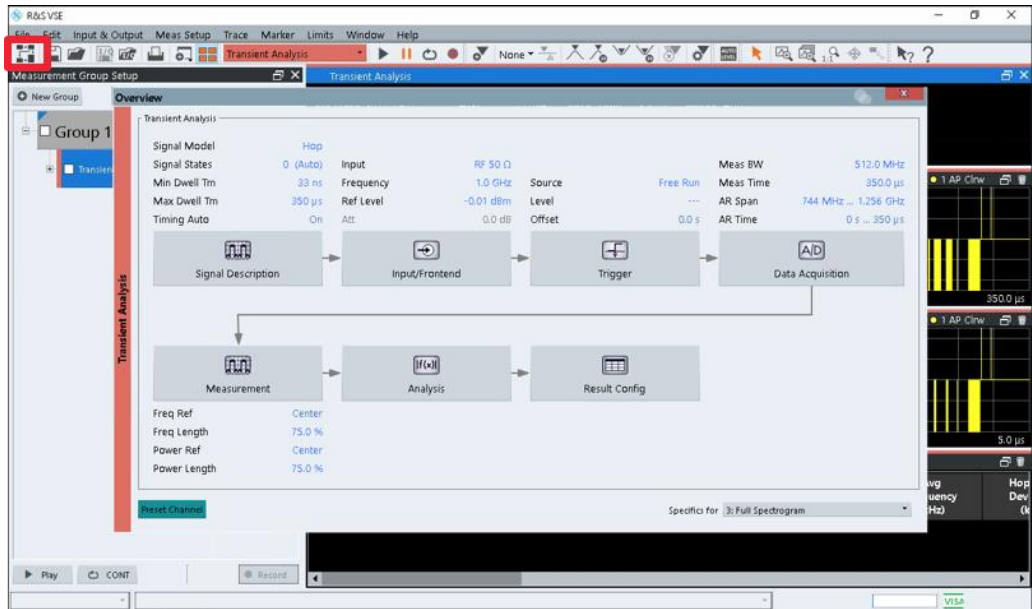 R&S VSE
File Edit Input & Output Meas Setup Trace Marker Limits Window Help
Transient Analysis
None
Measurement Group Setup
Transient Analysis
New Group
Overview
Group 1
Transient Analysis
Signal Model Hop
Signal States 0 (Auto) Input RF 50 Ω Meas BW 512.0 MHz
Min Dwell Tm 33 ns Frequency 1.0 GHz Source Free Run Meas Time 350.0 µs
Max Dwell Tm 350 µs Ref Level -0.01 dBm Level --- AR Span 744 MHz ... 1.256 GHz
Timing Auto On Att 0.0 dB Offset 0.0 s AR Time 0 s ... 350 µs
1 AP Clrw
Signal Description Input/Frontend Trigger A/D Data Acquisition
350.0 µs
Transient Analysis
1 AP Clrw
f(x)
Measurement Analysis Result Config
Freq Ref Center
Freq Length 75.0 %
Power Ref Center
Power Length 75.0 %
5.0 µs
Hop
Dev
Preset Channel
Specifics for 3: Full Spectrogram
Play CONT Record
VISA